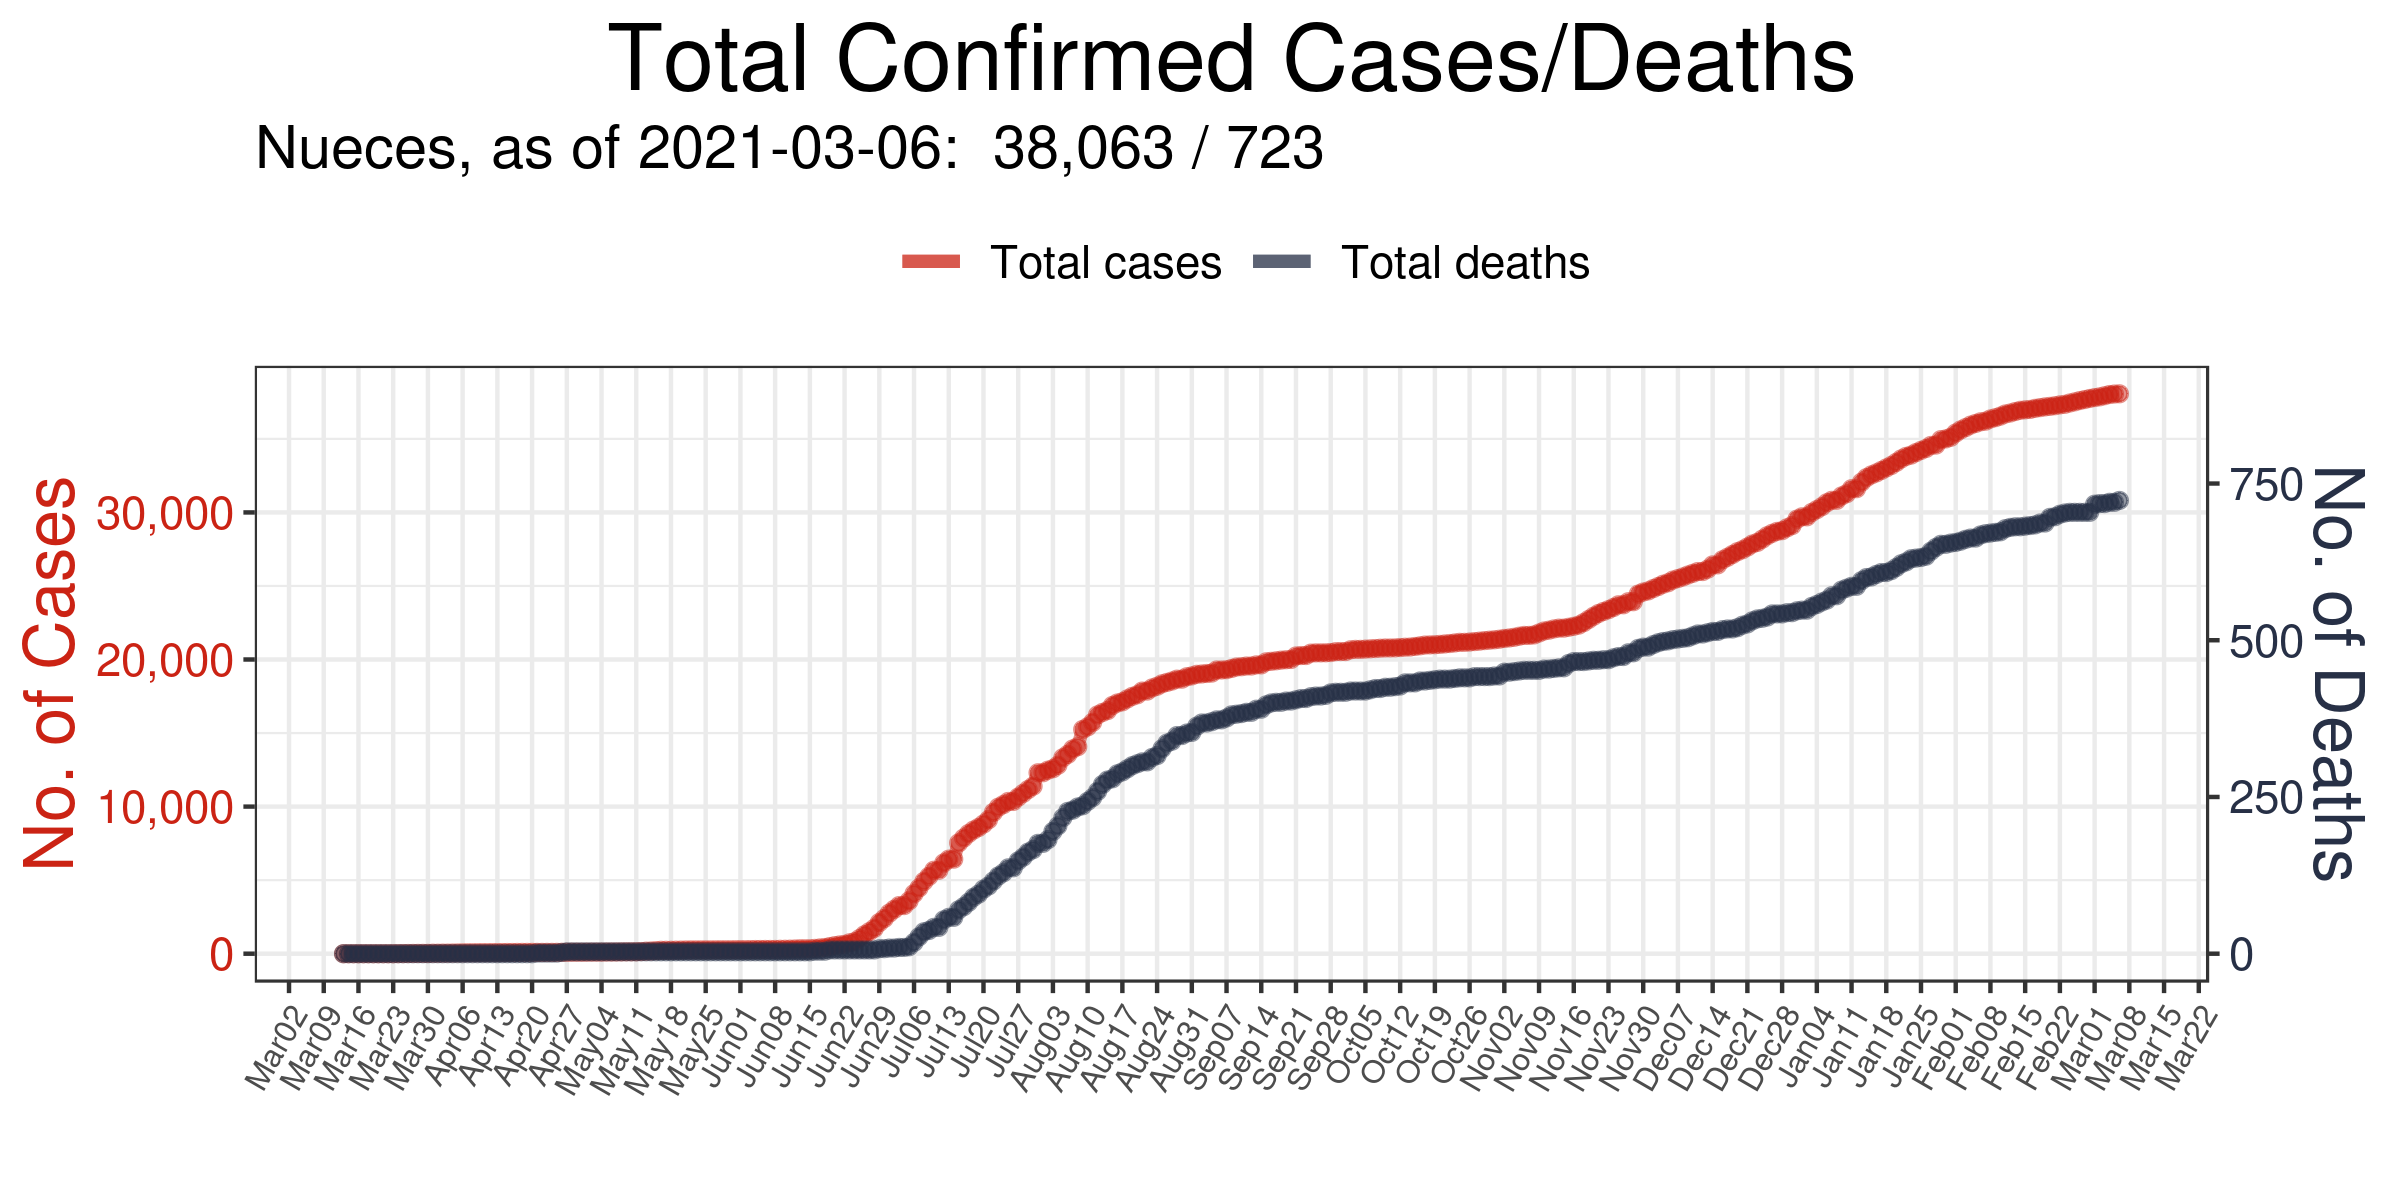 Total Confirmed Cases/Deaths
Nueces, as of 2021-03-06:  38,063 / 723
Total cases
Total deaths
No. of Cases
30,000
20,000
10,000
0
750
500
250
0
No. of Deaths
Mar02
Mar09
Mar16
Mar23
Mar30
Apr06
Apr13
Apr20
Apr27
May04
May11
May18
May25
Jun01
Jun08
Jun15
Jun22
Jun29
Jul06
Jul13
Jul20
Jul27
Aug03
Aug10
Aug17
Aug24
Aug31
Sep07
Sep14
Sep21
Sep28
Oct05
Oct12
Oct19
Oct26
Nov02
Nov09
Nov16
Nov23
Nov30
Dec07
Dec14
Dec21
Dec28
Jan04
Jan11
Jan18
Jan25
Feb01
Feb08
Feb15
Feb22
Mar01
Mar08
Mar15
Mar22